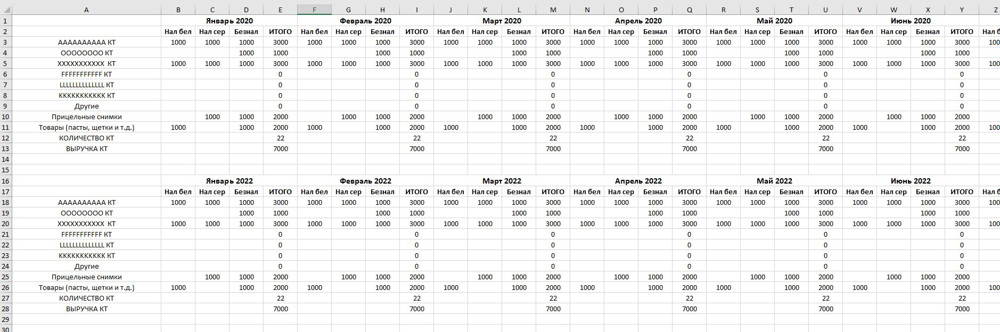 A B C D E F G H I J K L M N O P Q R S T U V W X Y Z
1 Январь 2020 Февраль 2020 Март 2020 Апрель 2020 Май 2020 Июнь 2020
2 Нал бел Нал сер Безнал ИТОГО Нал бел Нал сер Безнал ИТОГО Нал бел Нал сер Безнал ИТОГО Нал бел Нал сер Безнал ИТОГО Нал бел Нал сер Безнал ИТОГО Нал бел Нал сер Безнал ИТОГО Нал б
3 AAAAAAAAAA КТ 1000 1000 1000 3000 1000 1000 1000 3000 1000 1000 1000 3000 1000 1000 1000 3000 1000 1000 1000 3000 1000 1000 1000 3000 100
4 OOOOOOOO КТ 1000 1000 1000 1000 1000 1000 1000 1000 1000 1000 1000 1000
5 XXXXXXXXXXX КТ 1000 1000 1000 3000 1000 1000 1000 3000 1000 1000 1000 3000 1000 1000 1000 3000 1000 1000 1000 3000 1000 1000 1000 3000 100
6 FFFFFFFFFFF КТ 0 0 0 0 0 0
7 LLLLLLLLLLLLLL КТ 0 0 0 0 0 0
8 KKKKKKKKKKK КТ 0 0 0 0 0 0
9 Другие 0 0 0 0 0 0
10 Прицельные снимки 1000 1000 2000 1000 1000 2000 1000 1000 2000 1000 1000 2000 1000 1000 2000 1000 1000 2000
11 Товары (пасты, щетки и т.д.) 1000 1000 2000 1000 1000 2000 1000 1000 2000 1000 1000 2000 1000 1000 2000 1000 1000 2000 100
12 КОЛИЧЕСТВО КТ 22 22 22 22 22 22
13 ВЫРУЧКА КТ 7000 7000 7000 7000 7000 7000
14
15
16 Январь 2022 Февраль 2022 Март 2022 Апрель 2022 Май 2022 Июнь 2022
17 Нал бел Нал сер Безнал ИТОГО Нал бел Нал сер Безнал ИТОГО Нал бел Нал сер Безнал ИТОГО Нал бел Нал сер Безнал ИТОГО Нал бел Нал сер Безнал ИТОГО Нал бел Нал сер Безнал ИТОГО Нал б
18 AAAAAAAAAA КТ 1000 1000 1000 3000 1000 1000 1000 3000 1000 1000 1000 3000 1000 1000 1000 3000 1000 1000 1000 3000 1000 1000 1000 3000 100
19 OOOOOOOO КТ 1000 1000 1000 1000 1000 1000 1000 1000 1000 1000 1000 1000
20 XXXXXXXXXXX КТ 1000 1000 1000 3000 1000 1000 1000 3000 1000 1000 1000 3000 1000 1000 1000 3000 1000 1000 1000 3000 1000 1000 1000 3000 100
21 FFFFFFFFFFF КТ 0 0 0 0 0 0
22 LLLLLLLLLLLLLL КТ 0 0 0 0 0 0
23 KKKKKKKKKKK КТ 0 0 0 0 0 0
24 Другие 0 0 0 0 0 0
25 Прицельные снимки 1000 1000 2000 1000 1000 2000 1000 1000 2000 1000 1000 2000 1000 1000 2000 1000 1000 2000
26 Товары (пасты, щетки и т.д.) 1000 1000 2000 1000 1000 2000 1000 1000 2000 1000 1000 2000 1000 1000 2000 1000 1000 2000 100
27 КОЛИЧЕСТВО КТ 22 22 22 22 22 22
28 ВЫРУЧКА КТ 7000 7000 7000 7000 7000 7000
29
30